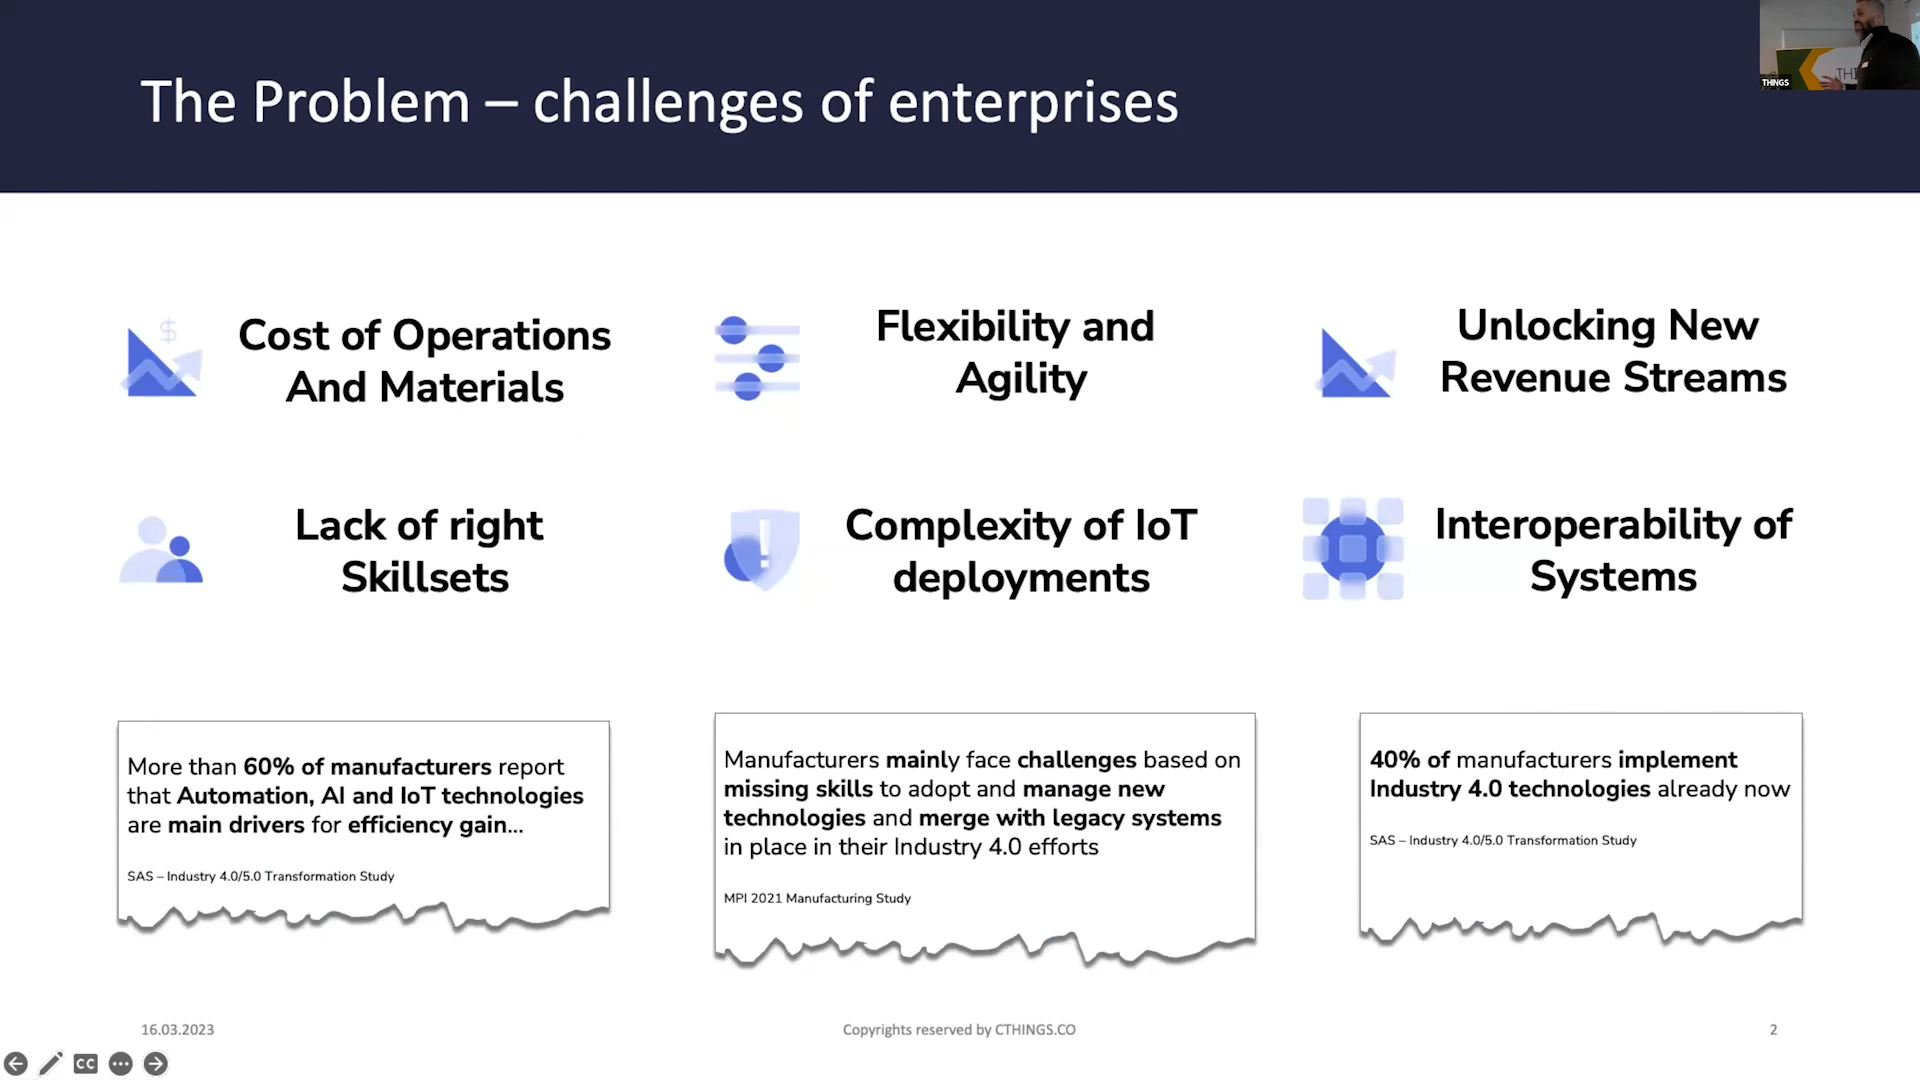 The Problem – challenges of enterprises
THINGS
Cost of Operations
And Materials
Flexibility and
Agility
Unlocking New
Revenue Streams
Lack of right
Skillsets
Complexity of IoT
deployments
Interoperability of
Systems
More than 60% of manufacturers report
that Automation, AI and IoT technologies
are main drivers for efficiency gain...
SAS – Industry 4.0/5.0 Transformation Study
Manufacturers mainly face challenges based on
missing skills to adopt and manage new
technologies and merge with legacy systems
in place in their Industry 4.0 efforts
MPI 2021 Manufacturing Study
40% of manufacturers implement
Industry 4.0 technologies already now
SAS – Industry 4.0/5.0 Transformation Study
16.03.2023
Copyrights reserved by CTHINGS.CO
2
CC